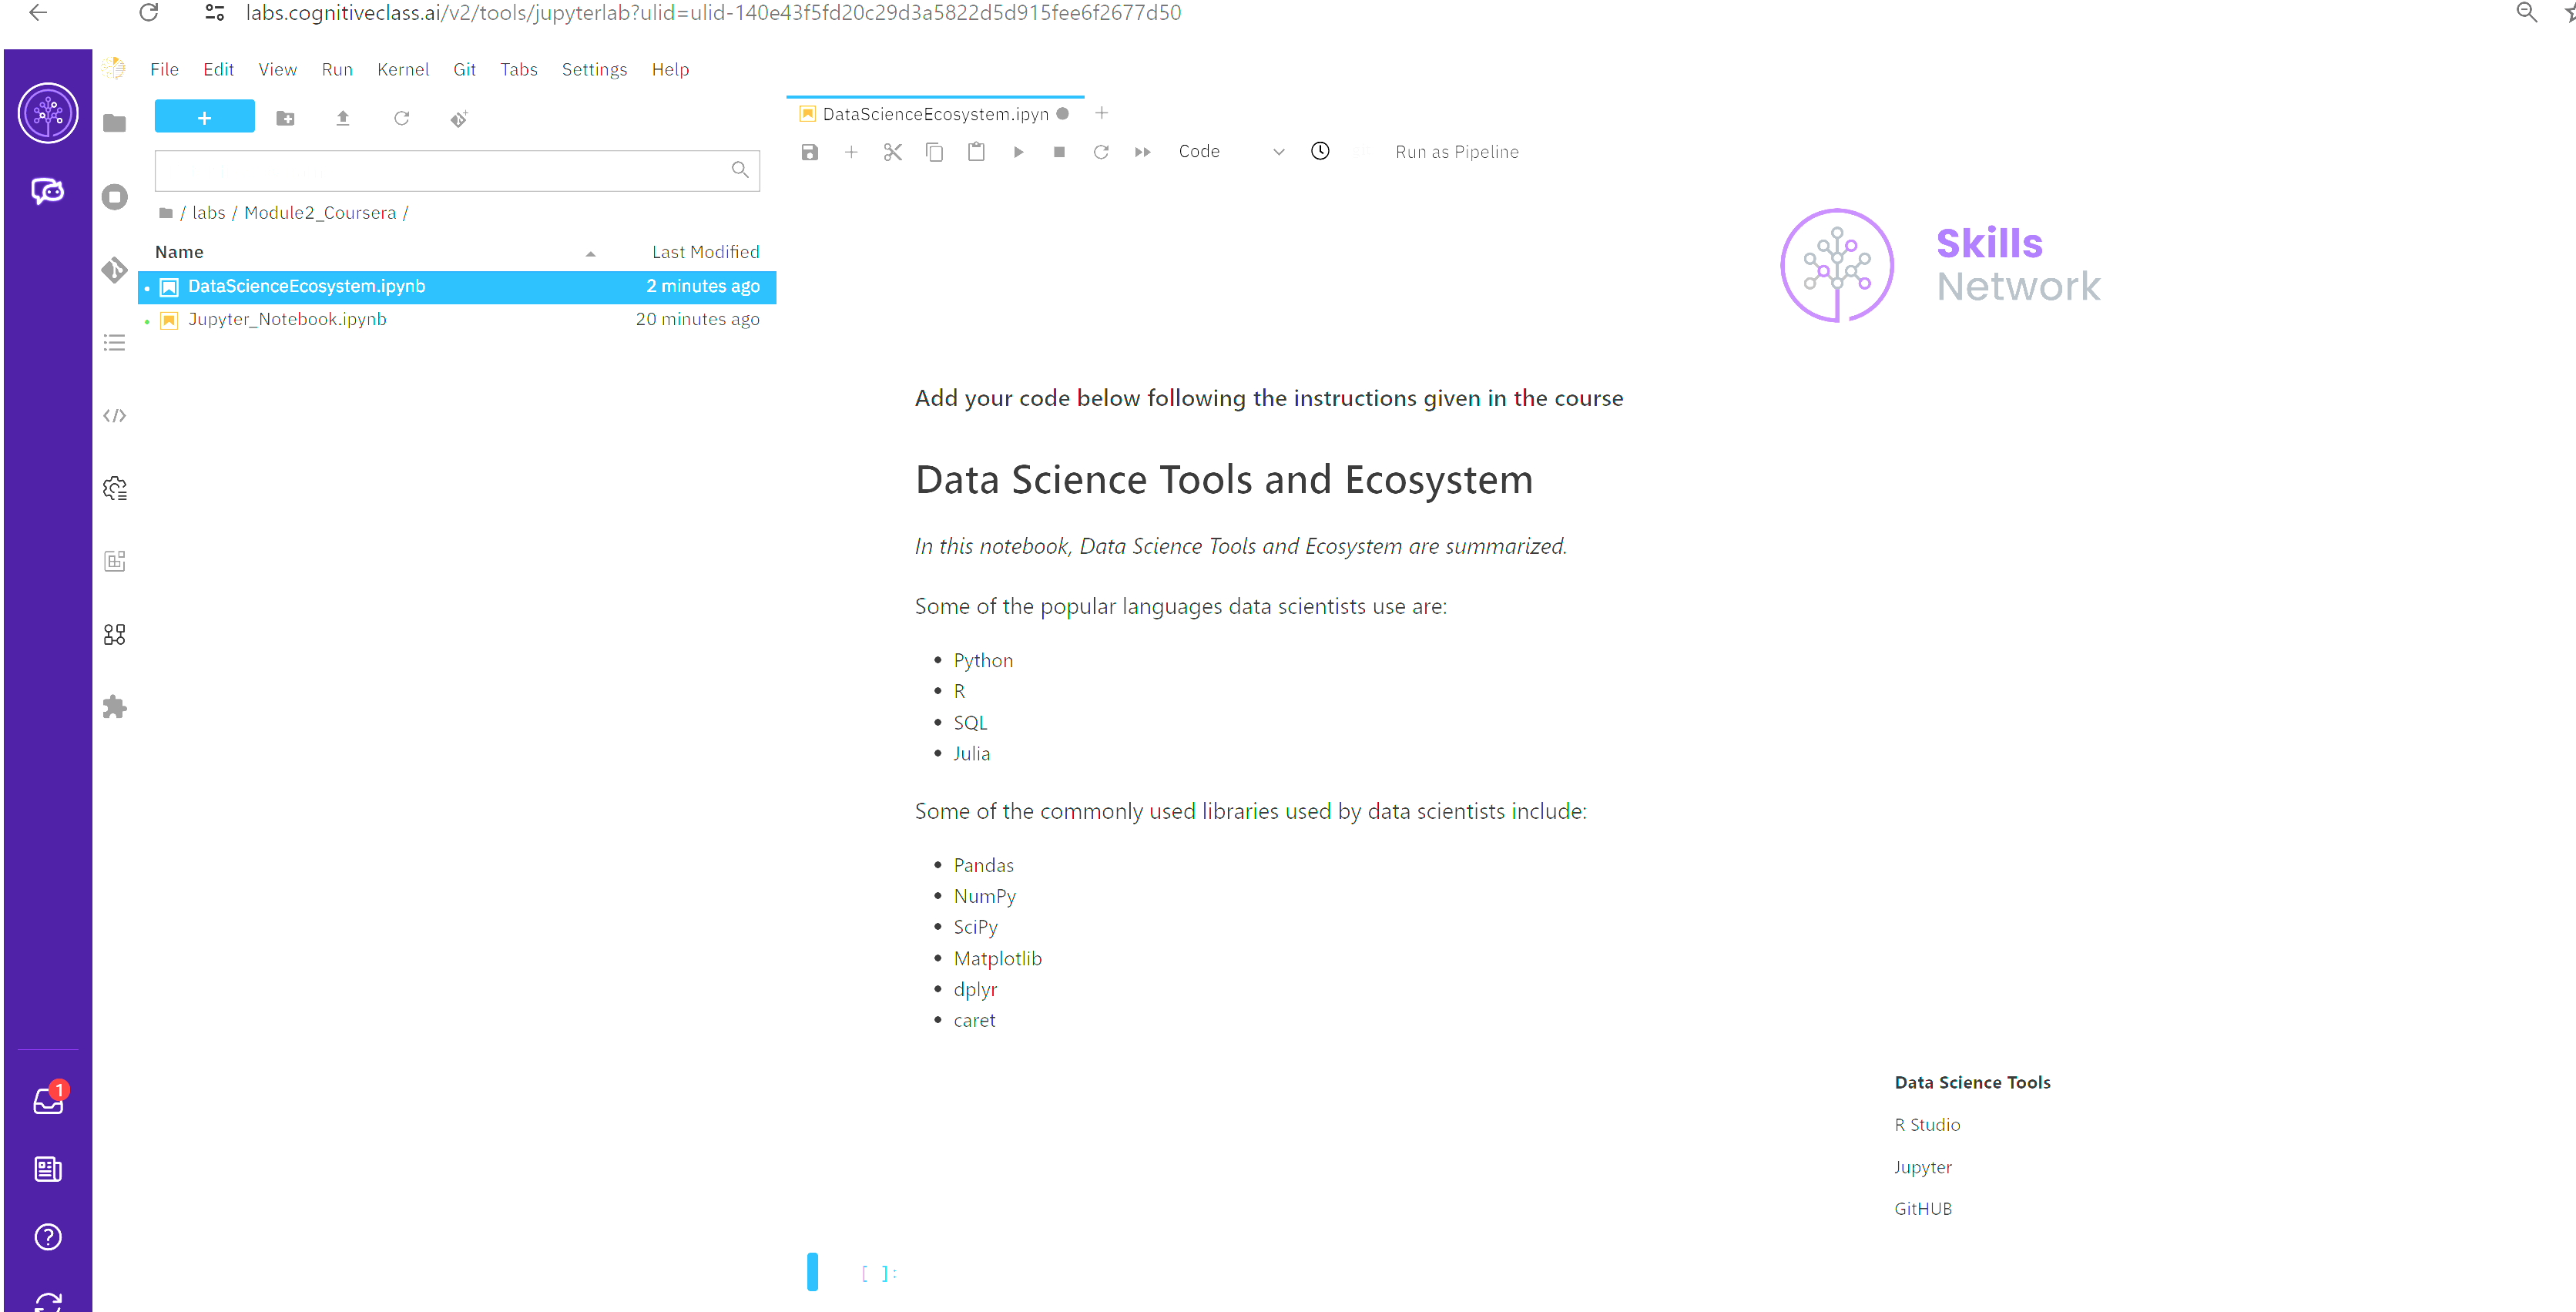 labs.cognitiveclass.ai/v2/tools/jupyterlab?ulid=ulid-140e43f5fd20c29d3a5822d5d915fee6f2677d50
File Edit View Run Kernel Git Tabs Settings Help
+
DataScienceEcosystem.ipyn
Code
Run as Pipeline
/ labs / Module2_Coursera /
Name Last Modified
DataScienceEcosystem.ipynb 2 minutes ago
Jupyter_Notebook.ipynb 20 minutes ago
Skills
Network
Add your code below following the instructions given in the course
Data Science Tools and Ecosystem
In this notebook, Data Science Tools and Ecosystem are summarized.
Some of the popular languages data scientists use are:
• Python
• R
• SQL
• Julia
Some of the commonly used libraries used by data scientists include:
• Pandas
• NumPy
• SciPy
• Matplotlib
• dplyr
• caret
Data Science Tools
R Studio
Jupyter
GitHUB
1
[ ]: